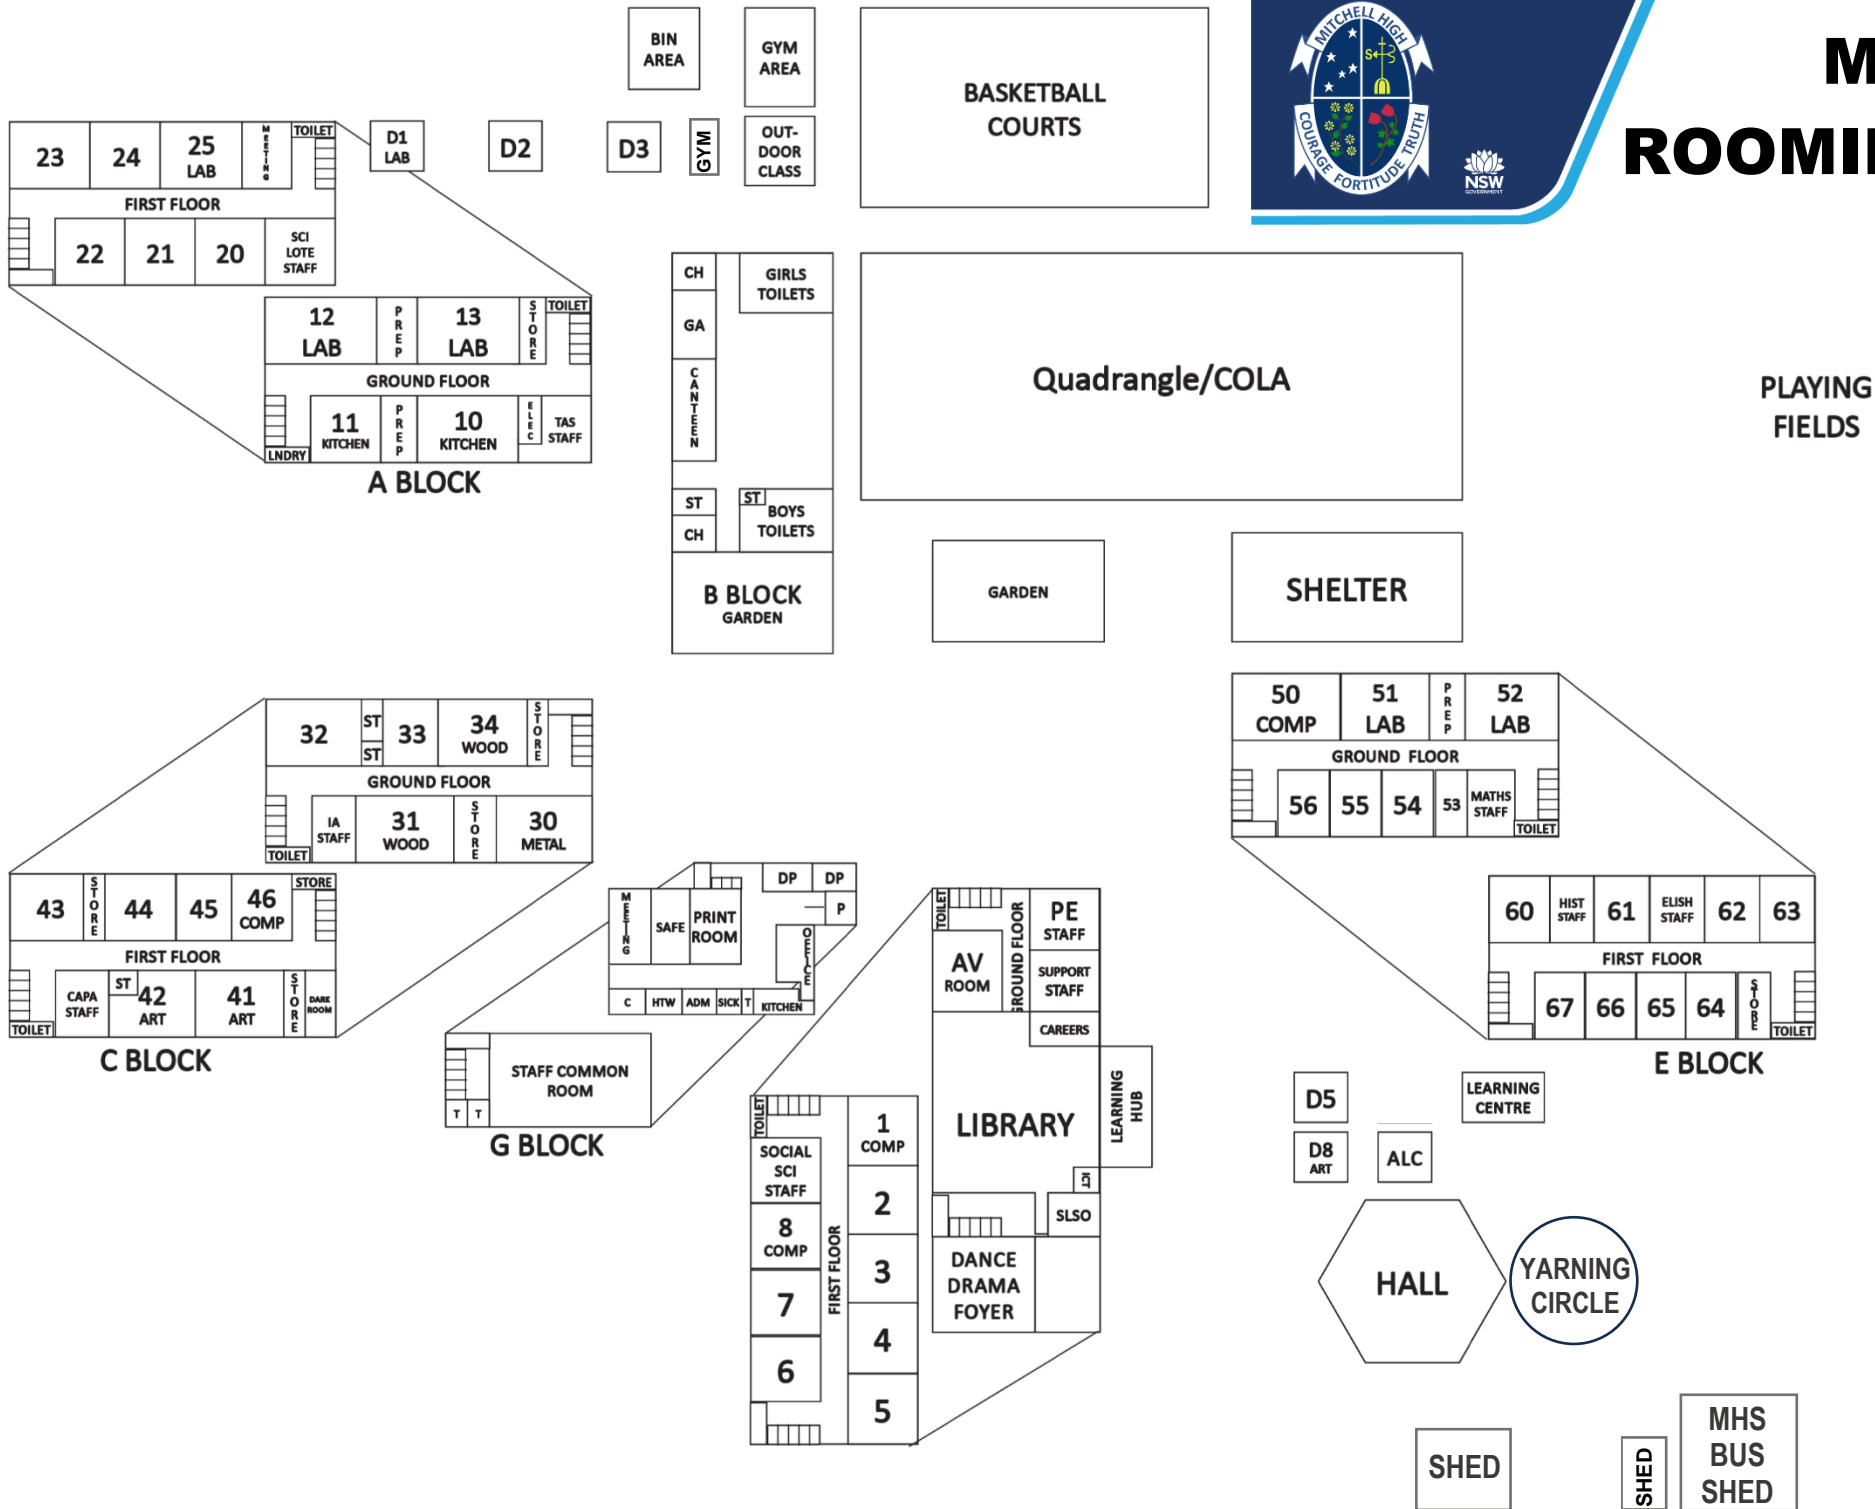 BIN
AREA
GYM
AREA
BASKETBALL
COURTS
MITCHELL HIGH
S
COURAGE FORTITUDE TRUTH
NSW
GOVERNMENT
M
ROOMI
23
24
25
LAB
MEETING
TOILET
FIRST FLOOR
22
21
20
SCI
LOTE
STAFF
D1
LAB
D2
D3
GYM
OUT-
DOOR
CLASS
12
LAB
PREP
13
LAB
STORE
TOILET
GROUND FLOOR
11
KITCHEN
PREP
10
KITCHEN
ELEC
TAS
STAFF
LNDRY
A BLOCK
CH
GIRLS
TOILETS
GA
CANTEEN
ST
ST
BOYS
TOILETS
CH
B BLOCK
GARDEN
Quadrangle/COLA
PLAYING
FIELDS
GARDEN
SHELTER
32
ST
ST
33
34
WOOD
STORE
GROUND FLOOR
IA
STAFF
31
WOOD
STORE
30
METAL
TOILET
43
STORE
44
45
46
COMP
STORE
FIRST FLOOR
CAPA
STAFF
ST
42
ART
41
ART
STORE
DARK
ROOM
TOILET
C BLOCK
MEETING
SAFE
PRINT
ROOM
DP
DP
P
OFFICE
C
HTW
ADM
SICK
T
KITCHEN
STAFF COMMON
ROOM
T
T
G BLOCK
TOILET
GROUND FLOOR
PE
STAFF
AV
ROOM
SUPPORT
STAFF
CAREERS
LIBRARY
LEARNING
HUB
ICT
SLSO
DANCE
DRAMA
FOYER
TOILET
1
COMP
SOCIAL
SCI
STAFF
2
8
COMP
FIRST FLOOR
3
7
4
6
5
50
COMP
51
LAB
PREP
52
LAB
GROUND FLOOR
56
55
54
53
MATHS
STAFF
TOILET
60
HIST
STAFF
61
ELISH
STAFF
62
63
FIRST FLOOR
67
66
65
64
STORE
TOILET
E BLOCK
D5
LEARNING
CENTRE
D8
ART
ALC
HALL
YARNING
CIRCLE
SHED
SHED
MHS
BUS
SHED